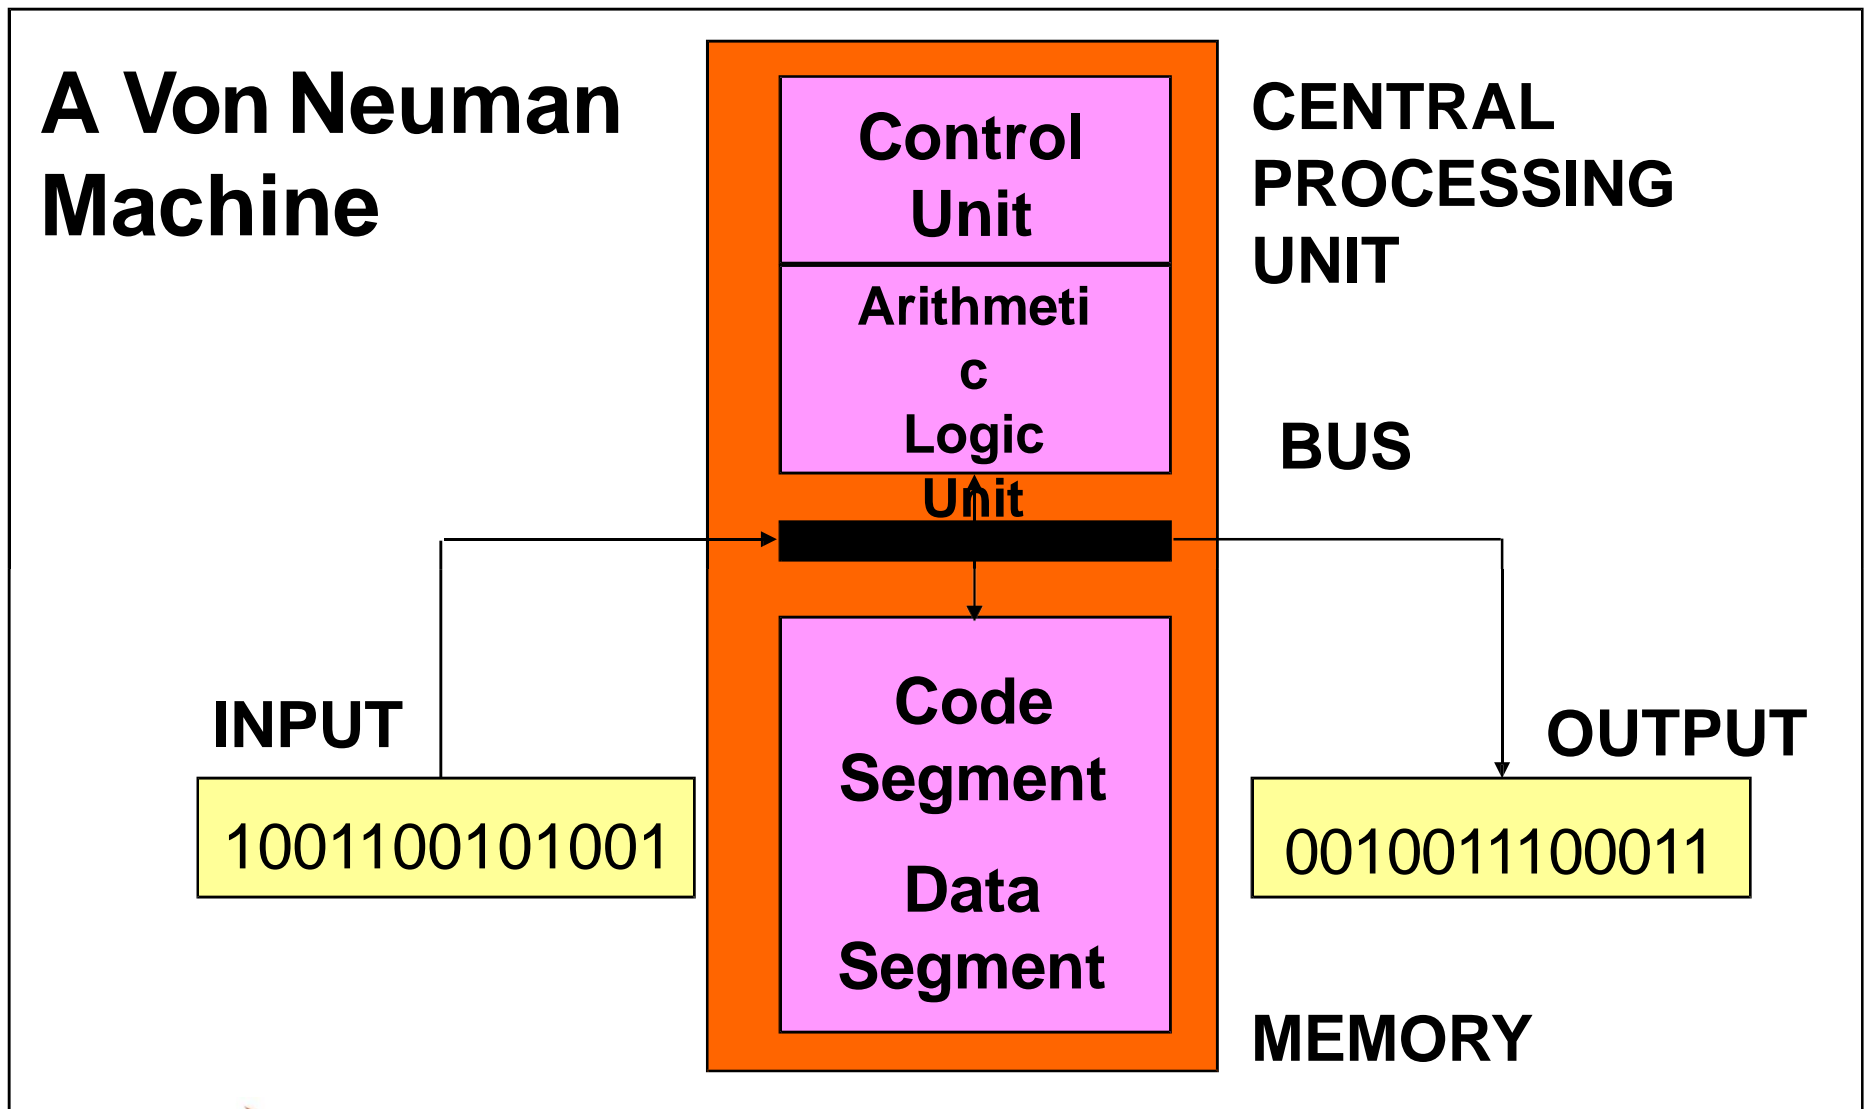 A Von Neuman
Machine
Control
Unit
Arithmeti
c
Logic
Unit
CENTRAL
PROCESSING
UNIT
BUS
INPUT
1001100101001
Code
Segment
Data
Segment
OUTPUT
0010011100011
MEMORY